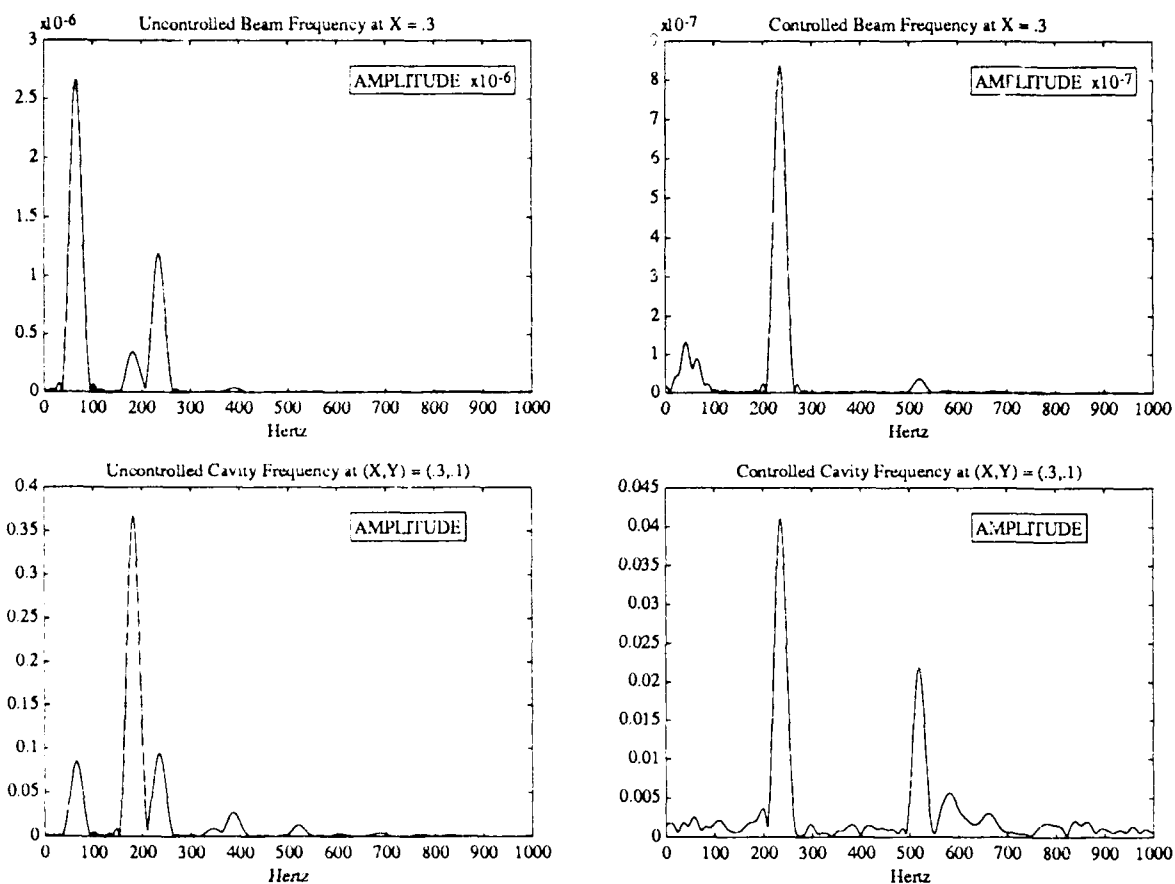 Uncontrolled Beam Frequency at X = .3
x10-6
AMPLITUDE x10-6
3
2.5
2
1.5
1
0.5
0
0 100 200 300 400 500 600 700 800 900 1000
Hertz
Controlled Beam Frequency at X = .3
x10-7
AMPLITUDE x10-7
9
8
7
6
5
4
3
2
1
0
0 100 200 300 400 500 600 700 800 900 1000
Hertz
Uncontrolled Cavity Frequency at (X,Y) = (.3,.1)
AMPLITUDE
0.4
0.35
0.3
0.25
0.2
0.15
0.1
0.05
0
0 100 200 300 400 500 600 700 800 900 1000
Hertz
Controlled Cavity Frequency at (X,Y) = (.3,.1)
AMPLITUDE
0.045
0.04
0.035
0.03
0.025
0.02
0.015
0.01
0.005
0
0 100 200 300 400 500 600 700 800 900 1000
Hertz